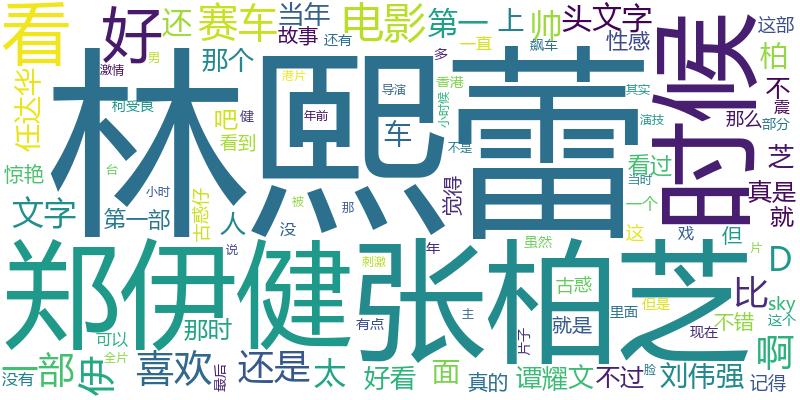 看 好 还 赛车 当年 电影 第一 上 帅 头文字 这部
故事 还有 一直 飙车 性感
激情 男 那个 港片 导演 多 香港 柏
任达华 柯受良 林熙蕾 时候 不 震
吧 健 年前 车 小时候 其实 演技 那么 部分
看到 不是 看过 芝
惊艳 台 小时 被 那 觉得 当时 真是
文字 第一部 古惑仔 人 没 一个 就
说 刺激 年 虽然 这 戏 但 片
郑伊健 张柏芝 D
古惑 里面 但是 比 sky
可以 那时 有点 主 就是 现在 不错 这个
全片 片子 啊
一部 伊 喜欢 还是 太 好看 面 脸
没有 最后 真的 谭耀文 不过 刘伟强 记得